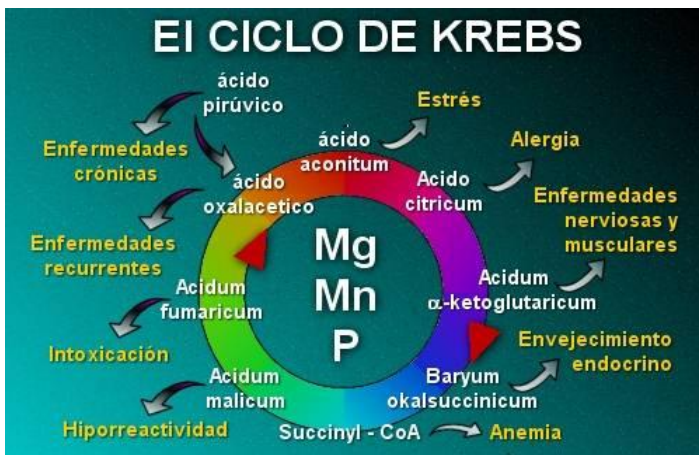 El CICLO DE KREBS
ácido
pirúvico
Estrés
Enfermedades
crónicas
ácido
aconitum
Alergia
ácido
oxalacetico
Acido
citricum
Enfermedades
nerviosas y
musculares
Enfermedades
recurrentes
Mg
Mn
P
Acidum
fumaricum
Acidum
α-ketoglutaricum
Intoxicación
Envejecimiento
endocrino
Acidum
malicum
Baryum
okalsuccinicum
Hiporreactividad
Succinyl - CoA
Anemia